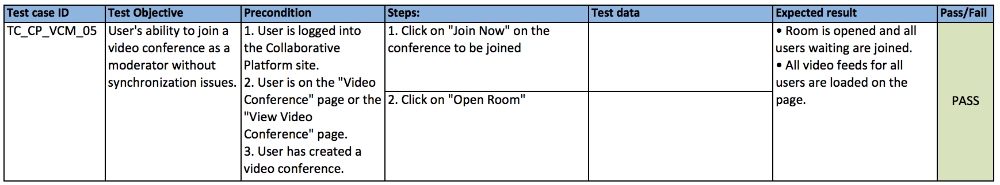 Test case ID
Test Objective
Precondition
Steps:
Test data
Expected result
Pass/Fail
TC_CP_VCM_05
User's ability to join a
video conference as a
moderator without
synchronization issues.
1. User is logged into
the Collaborative
Platform site.
2. User is on the "Video
Conference" page or the
"View Video
Conference" page.
3. User has created a
video conference.
1. Click on "Join Now" on the
conference to be joined
2. Click on "Open Room"
• Room is opened and all
users waiting are joined.
• All video feeds for all
users are loaded on the
page.
PASS